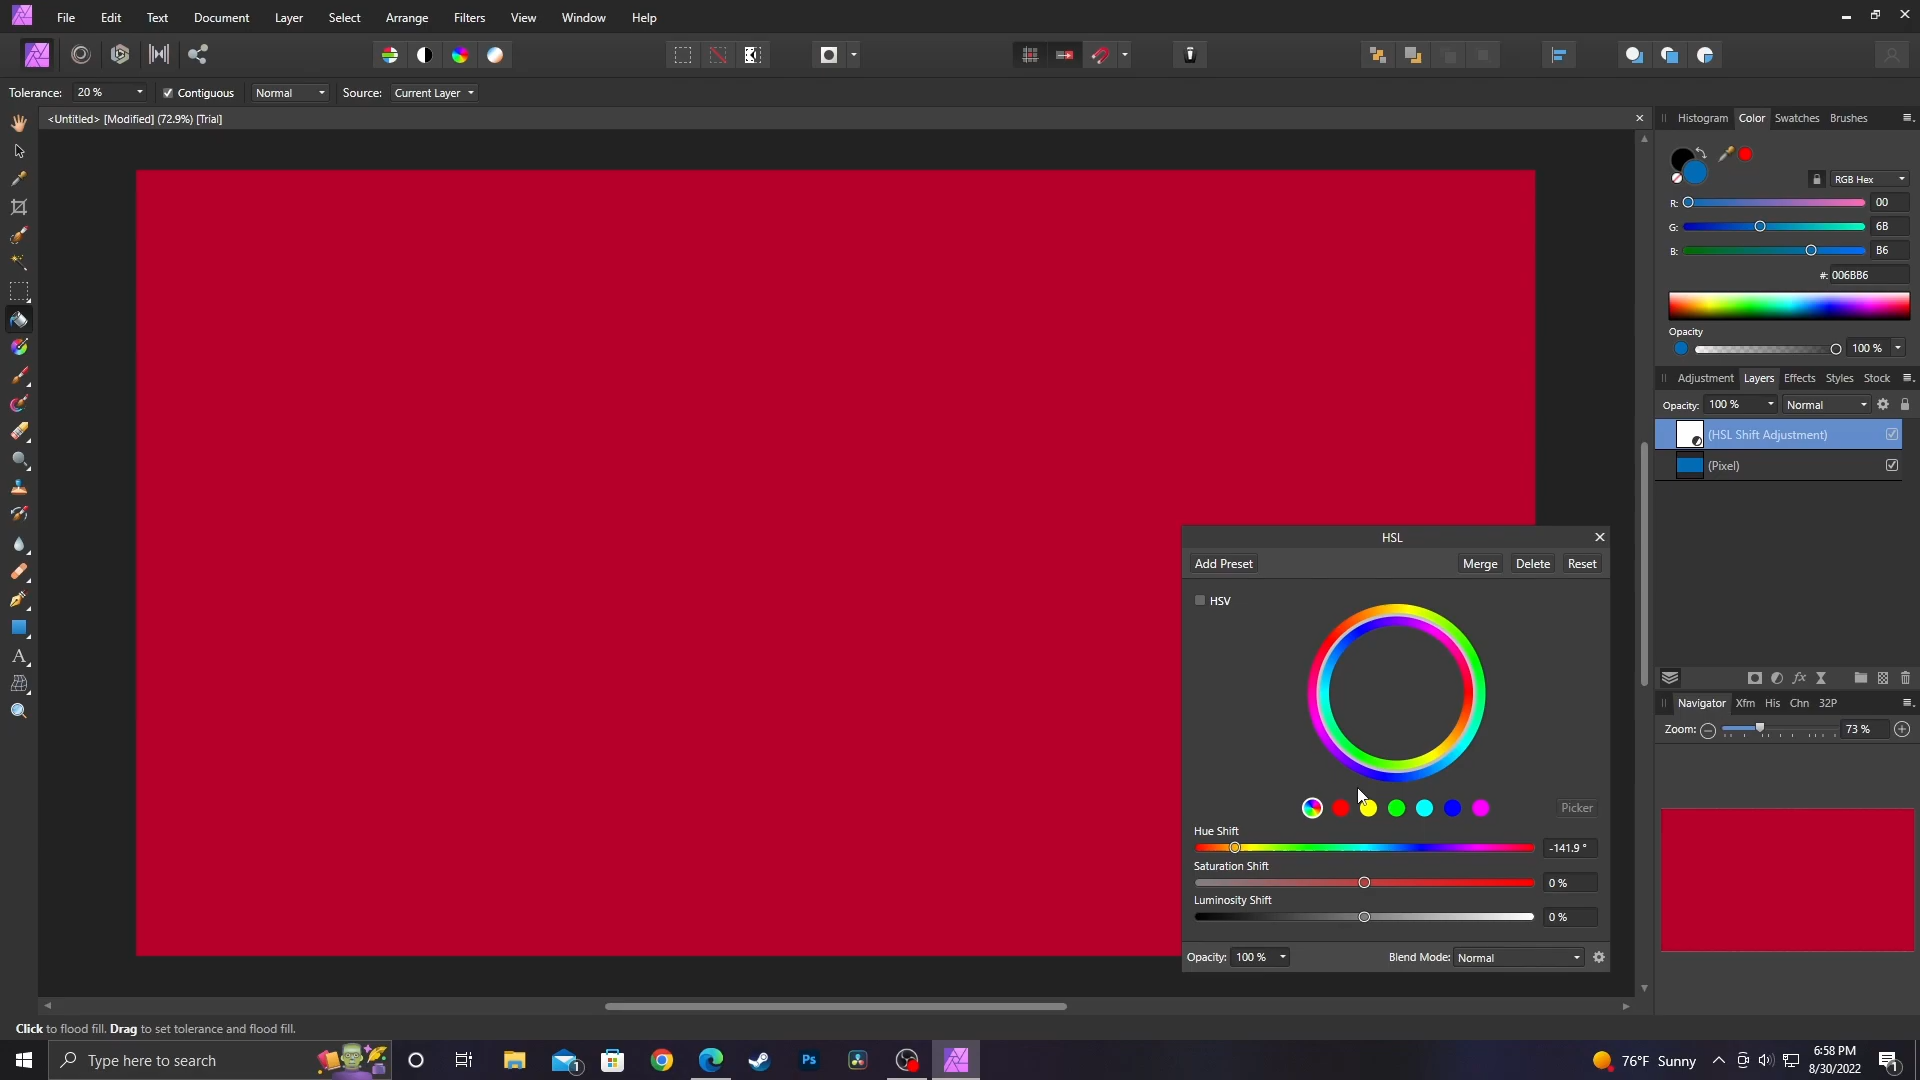 File Edit Text Document Layer Select Arrange Filters View Window Help
Tolerance: 20 % Contiguous Normal Source: Current Layer
<Untitled> [Modified] (72.9%) [Trial]
Histogram Color Swatches Brushes
RGB Hex
R: 00
G: 6B
B: B6
#: 006BB6
Opacity
100 %
Adjustment Layers Effects Styles Stock
Opacity: 100 % Normal
(HSL Shift Adjustment)
(Pixel)
HSL
Add Preset Merge Delete Reset
HSV
Picker
Hue Shift
-141.9 °
Saturation Shift
0 %
Luminosity Shift
0 %
Opacity: 100 % Blend Mode: Normal
fx
Navigator Xfm His Chn 32P
Zoom: 73 %
A
Click to flood fill. Drag to set tolerance and flood fill.
Type here to search
1
Ps
76°F Sunny
6:58 PM
8/30/2022
1